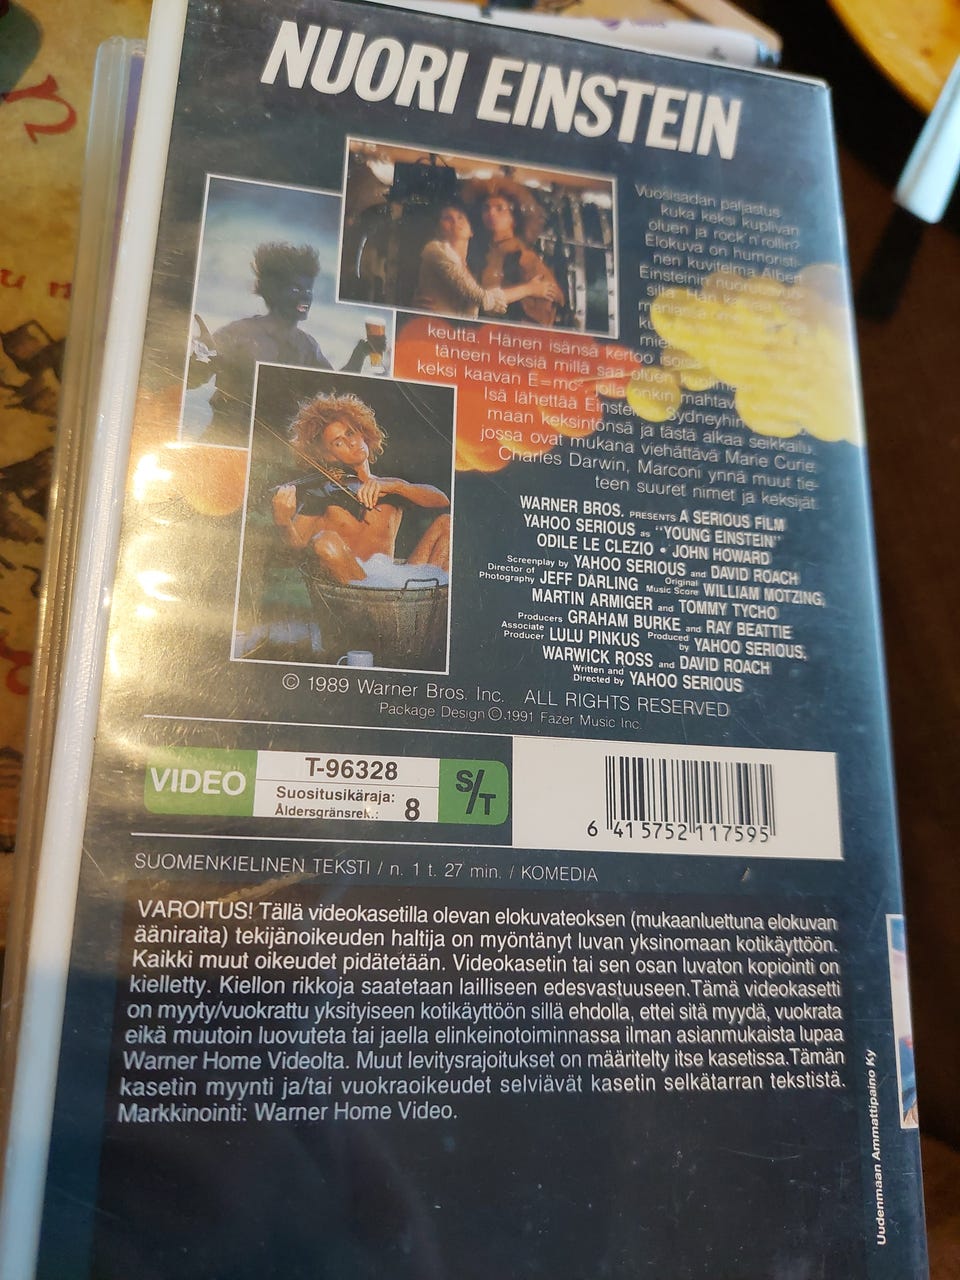 NUORI EINSTEIN
Vuosisadan paljastus
kuka keksi kuplivan
oluen ja rock'n'rollin?
Elokuva on humoristi-
nen kuvitelma Albert
Einsteinin
sillä. Hän
keutta. Hänen isänsä kertoo
täneen keksiä millä saa oluen
keksi kaavan E=mc², jolla onkin
Isä lähettää Sydneyhin
maan keksintönsä ja tästä alkaa seikkailu,
jossa ovat mukana viehättävä Marie Curie,
Charles Darwin, Marconi ynnä muut tie-
teen suuret nimet ja keksijät.
WARNER BROS. PRESENTS A SERIOUS FILM
YAHOO SERIOUS as "YOUNG EINSTEIN"
ODILE LE CLEZIO • JOHN HOWARD
Screenplay by YAHOO SERIOUS and DAVID ROACH
Director of Photography JEFF DARLING Original Music Score WILLIAM MOTZING,
MARTIN ARMIGER and TOMMY TYCHO
Producers GRAHAM BURKE and RAY BEATTIE
Associate Producer LULU PINKUS Produced by YAHOO SERIOUS,
WARWICK ROSS and DAVID ROACH
Written and Directed by YAHOO SERIOUS
© 1989 Warner Bros. Inc. ALL RIGHTS RESERVED
Package Design ©.1991 Fazer Music Inc.
VIDEO
T-96328
Suositusikäraja:
Åldersgränsrek.: 8
S/T
6 415752 117595
SUOMENKIELINEN TEKSTI / n. 1 t. 27 min. / KOMEDIA
VAROITUS! Tällä videokasetilla olevan elokuvateoksen (mukaanluettuna elokuvan
ääniraita) tekijänoikeuden haltija on myöntänyt luvan yksinomaan kotikäyttöön.
Kaikki muut oikeudet pidätetään. Videokasetin tai sen osan luvaton kopiointi on
kielletty. Kiellon rikkoja saatetaan lailliseen edesvastuuseen.Tämä videokasetti
on myyty/vuokrattu yksityiseen kotikäyttöön sillä ehdolla, ettei sitä myydä, vuokrata
eikä muutoin luovuteta tai jaella elinkeinotoiminnassa ilman asianmukaista lupaa
Warner Home Videolta. Muut levitysrajoitukset on määritelty itse kasetissa.Tämän
kasetin myynti ja/tai vuokraoikeudet selviävät kasetin selkätarran tekstistä.
Markkinointi: Warner Home Video.
Uudenmaan Ammattipaino Ky